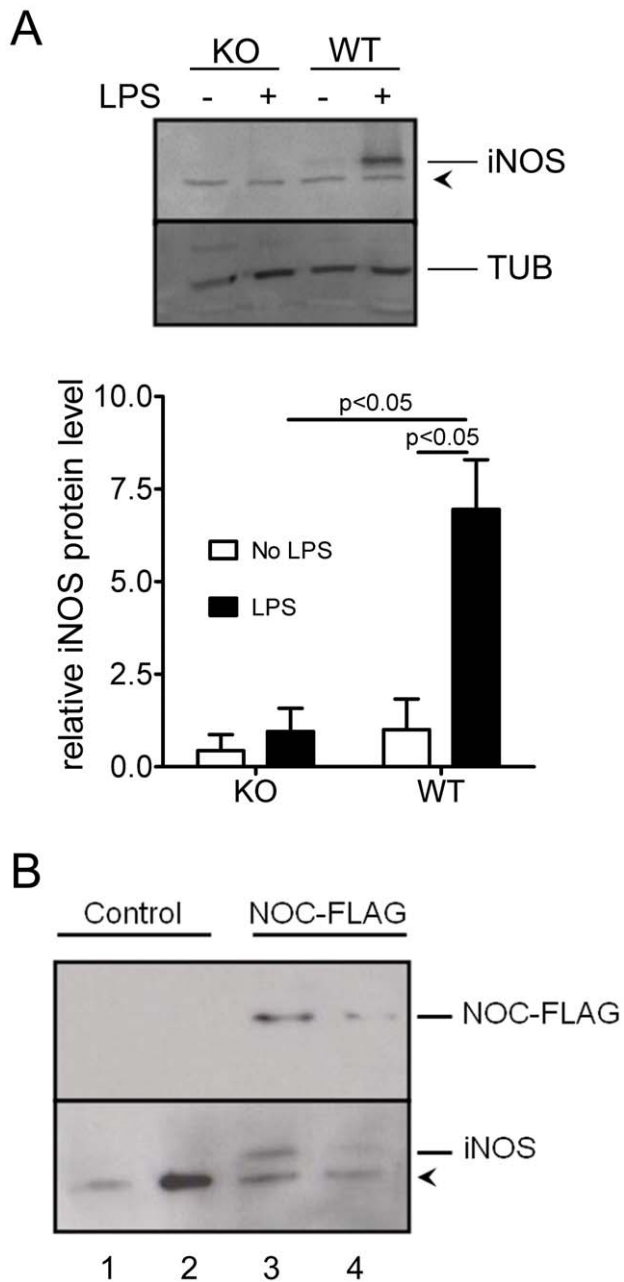 A
KO WT
LPS - + - +
iNOS
TUB
relative iNOS protein level
10.0
7.5
5.0
2.5
0.0
p<0.05
p<0.05
No LPS
LPS
KO WT
B
Control NOC-FLAG
NOC-FLAG
iNOS
1 2 3 4